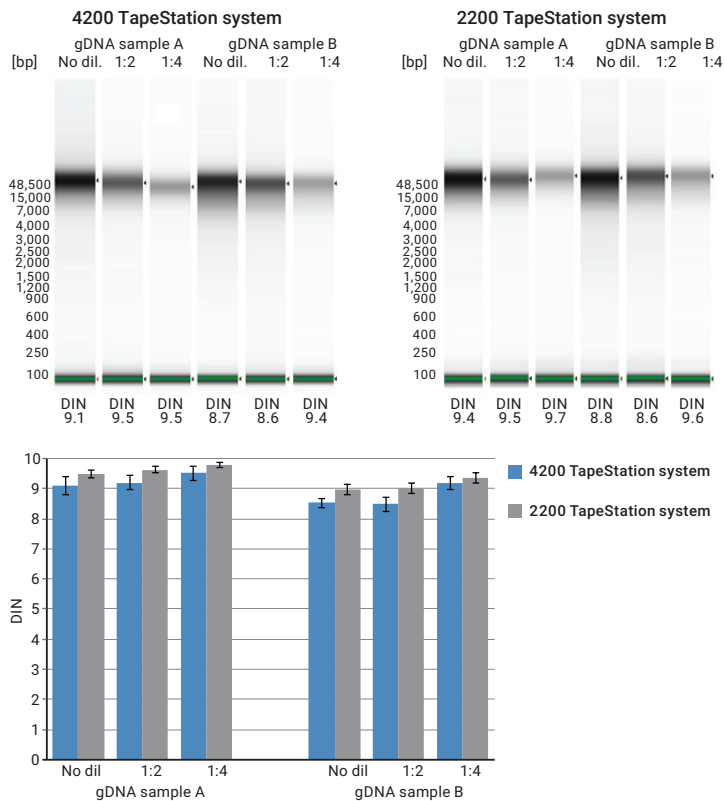 4200 TapeStation system
gDNA sample A gDNA sample B
[bp] No dil. 1:2 1:4 No dil. 1:2 1:4
48,500
15,000
7,000
4,000
3,000
2,500
2,000
1,500
1,200
900
600
400
250
100
DIN DIN DIN DIN DIN DIN
9.1 9.5 9.5 8.7 8.6 9.4
2200 TapeStation system
gDNA sample A gDNA sample B
[bp] No dil. 1:2 1:4 No dil. 1:2 1:4
48,500
15,000
7,000
4,000
3,000
2,500
2,000
1,500
1,200
900
600
400
250
100
DIN DIN DIN DIN DIN DIN
9.4 9.5 9.7 8.8 8.6 9.6
10
9
8
7
6
5
4
3
2
1
0
DIN
No dil 1:2 1:4 No dil 1:2 1:4
gDNA sample A gDNA sample B
4200 TapeStation system
2200 TapeStation system